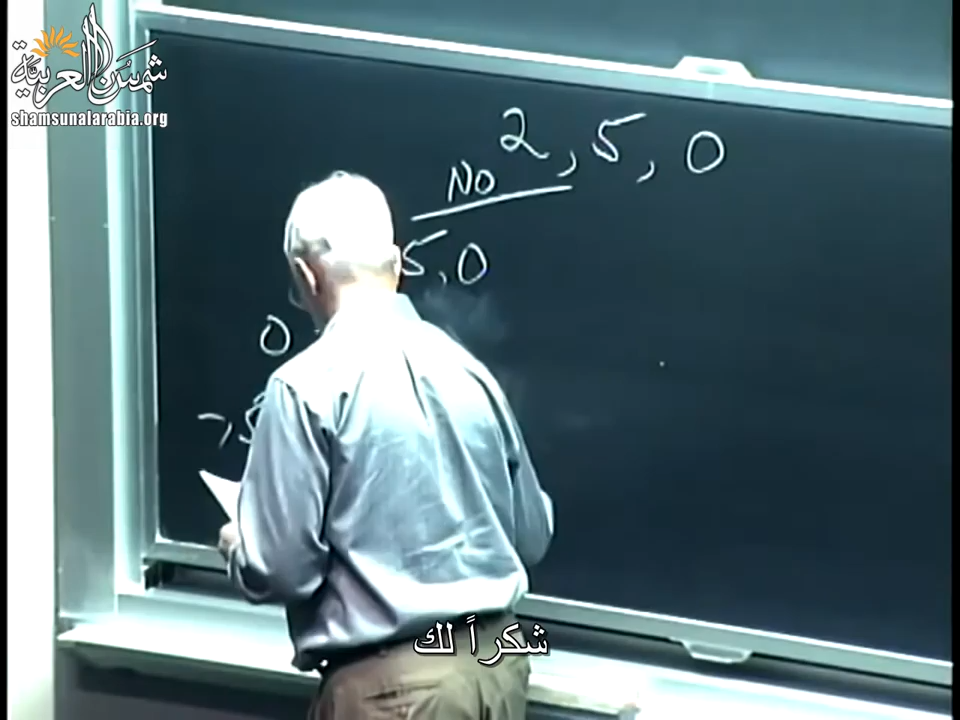 شمس العربية
shamsunalarabia.org
2, 5, 0
NO
5, 0
0
شكراً لك